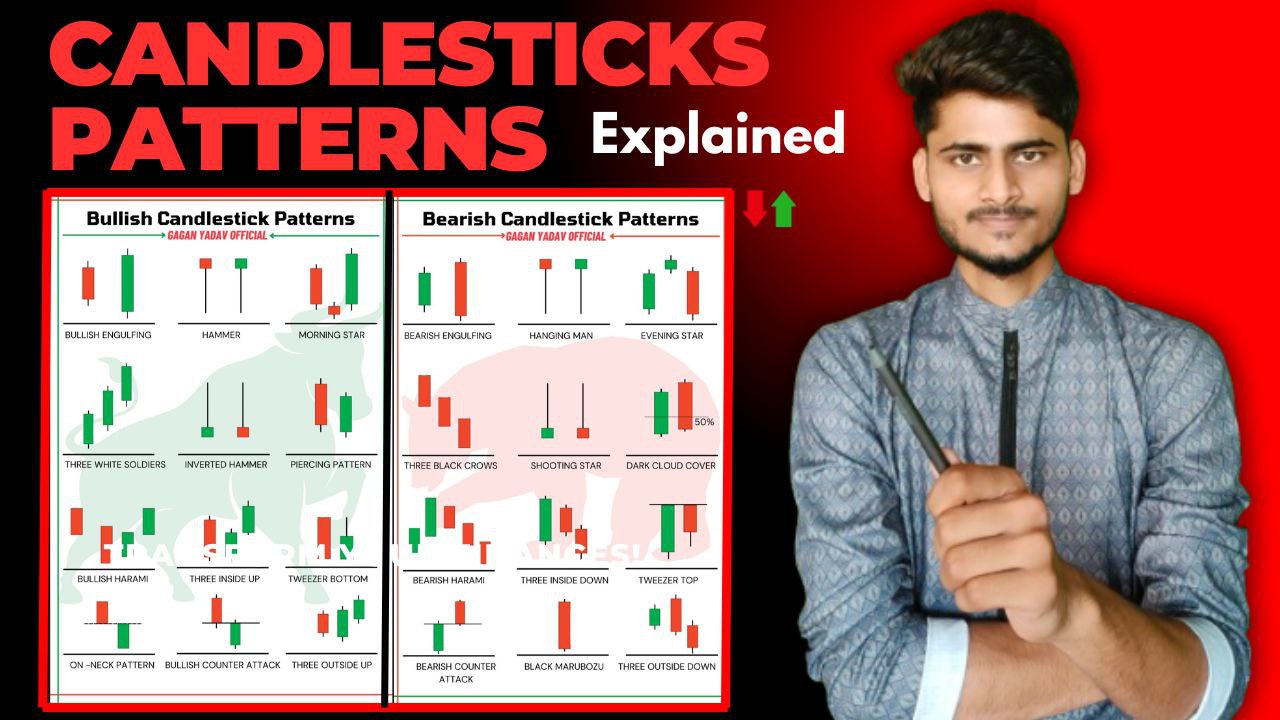 CANDLESTICKS
PATTERNS
Explained
Bullish Candlestick Patterns
GAGAN YADAV OFFICIAL
BULLISH ENGULFING
HAMMER
MORNING STAR
THREE WHITE SOLDIERS
INVERTED HAMMER
PIERCING PATTERN
BULLISH HARAMI
THREE INSIDE UP
TWEEZER BOTTOM
ON -NECK PATTERN
BULLISH COUNTER ATTACK
THREE OUTSIDE UP
Bearish Candlestick Patterns
GAGAN YADAV OFFICIAL
BEARISH ENGULFING
HANGING MAN
EVENING STAR
50%
THREE BLACK CROWS
SHOOTING STAR
DARK CLOUD COVER
BEARISH HARAMI
THREE INSIDE DOWN
TWEEZER TOP
BEARISH COUNTER
ATTACK
BLACK MARUBOZU
THREE OUTSIDE DOWN